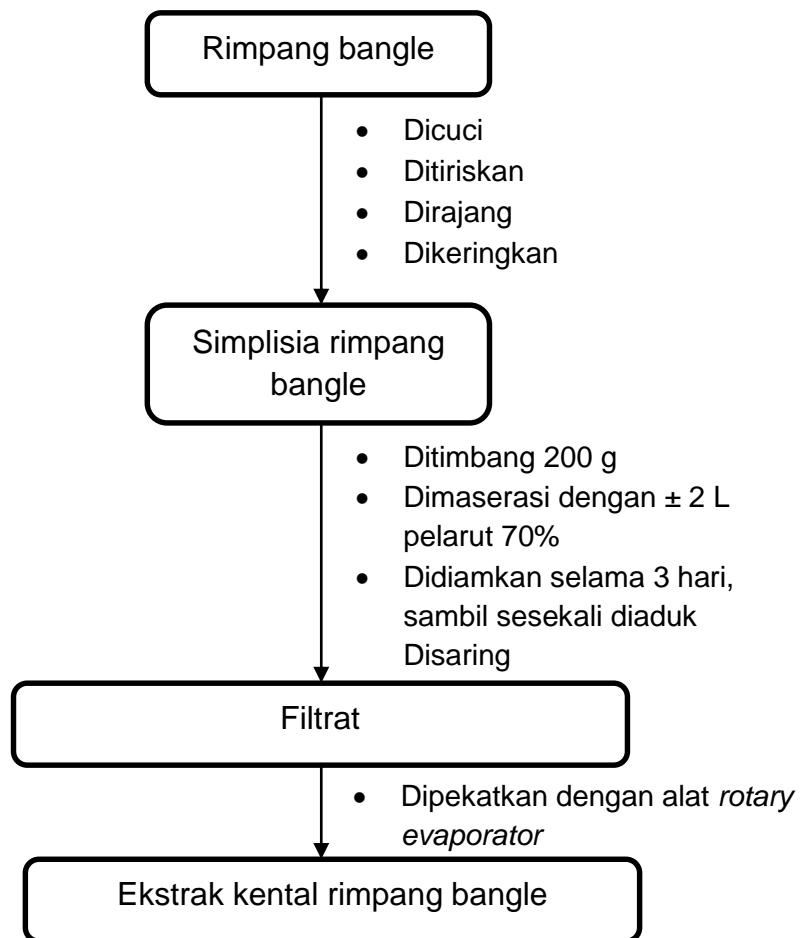 Rimpang bangle
• Dicuci
• Ditiriskan
• Dirajang
• Dikeringkan
Simplisia rimpang
bangle
• Ditimbang 200 g
• Dimaserasi dengan ± 2 L
pelarut 70%
• Didiamkan selama 3 hari,
sambil sesekali diaduk
Disaring
Filtrat
• Dipekatkan dengan alat rotary
evaporator
Ekstrak kental rimpang bangle